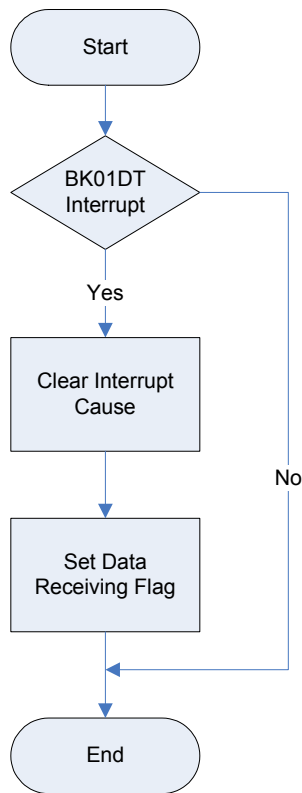 Start
BK01DT
Interrupt
Yes
Clear Interrupt
Cause
No
Set Data
Receiving Flag
End